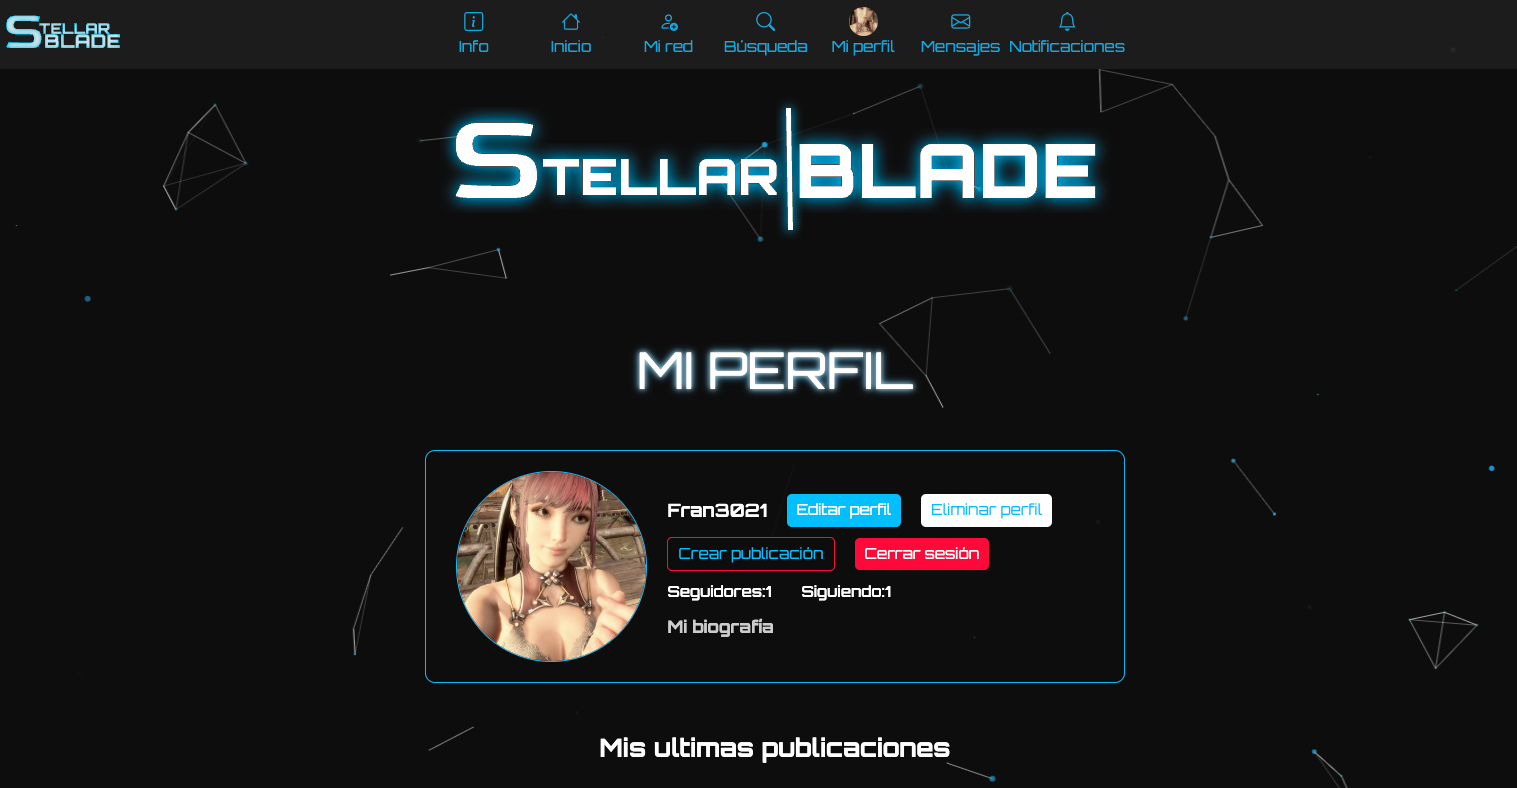 STELLAR
BLADE
Info
Inicio
Mi red
Búsqueda
Mi perfil
Mensajes
Notificaciones
STELLAR BLADE
MI PERFIL
Fran3021
Editar perfil
Eliminar perfil
Crear publicación
Cerrar sesión
Seguidores:1
Siguiendo:1
Mi biografía
Mis ultimas publicaciones